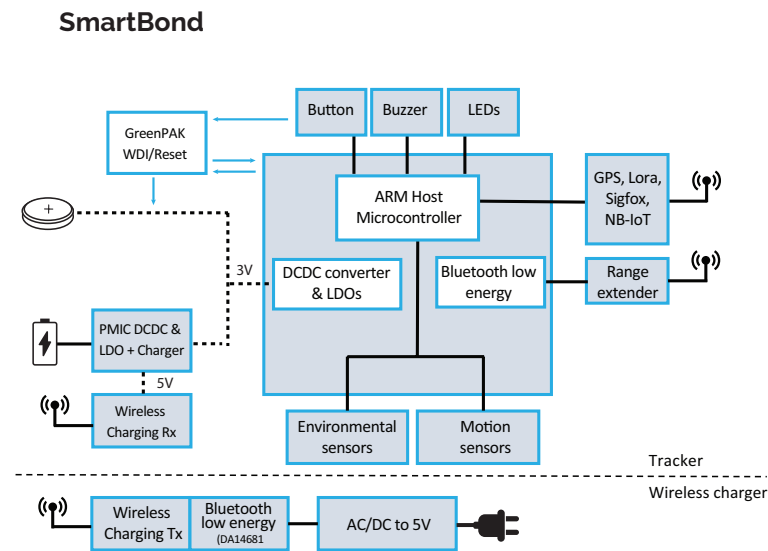 SmartBond
Button
Buzzer
LEDs
GreenPAK
WDI/Reset
ARM Host
Microcontroller
GPS, Lora,
Sigfox,
NB-IoT
3V
DCDC converter
& LDOs
Bluetooth low
energy
Range
extender
PMIC DCDC &
LDO + Charger
5V
Wireless
Charging Rx
Environmental
sensors
Motion
sensors
Tracker
Wireless charger
Wireless
Charging Tx
Bluetooth
low energy
(DA14681
AC/DC to 5V